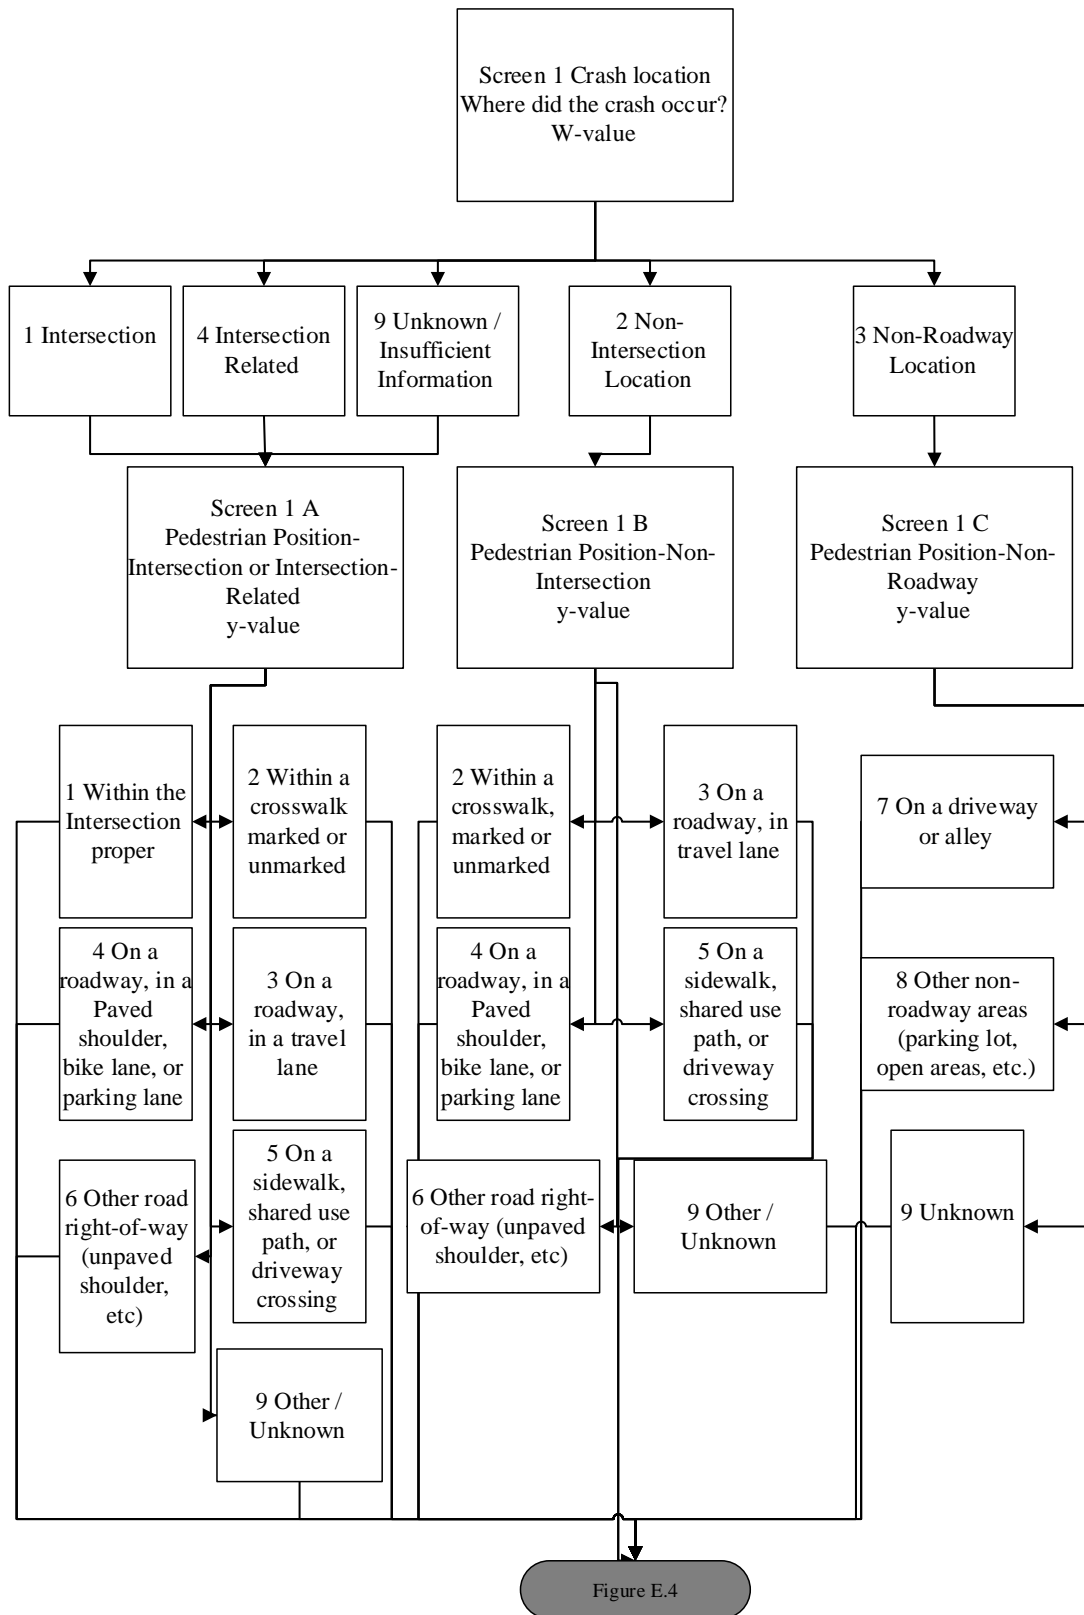 Screen 1 Crash location
Where did the crash occur?
W-value
1 Intersection
4 Intersection
Related
9 Unknown /
Insufficient
Information
2 Non-
Intersection
Location
3 Non-Roadway
Location
Screen 1 A
Pedestrian Position-
Intersection or Intersection-
Related
y-value
Screen 1 B
Pedestrian Position-Non-
Intersection
y-value
Screen 1 C
Pedestrian Position-Non-
Roadway
y-value
1 Within the
Intersection
proper
2 Within a
crosswalk
marked or
unmarked
2 Within a
crosswalk,
marked or
unmarked
3 On a
roadway, in
travel lane
7 On a driveway
or alley
4 On a
roadway, in a
Paved
shoulder,
bike lane, or
parking lane
3 On a
roadway,
in a travel
lane
4 On a
roadway, in a
Paved
shoulder,
bike lane, or
parking lane
5 On a
sidewalk,
shared use
path, or
driveway
crossing
8 Other non-
roadway areas
(parking lot,
open areas, etc.)
6 Other road
right-of-way
(unpaved
shoulder,
etc)
5 On a
sidewalk,
shared use
path, or
driveway
crossing
6 Other road right-
of-way (unpaved
shoulder, etc)
9 Other /
Unknown
9 Unknown
9 Other /
Unknown
Figure E.4